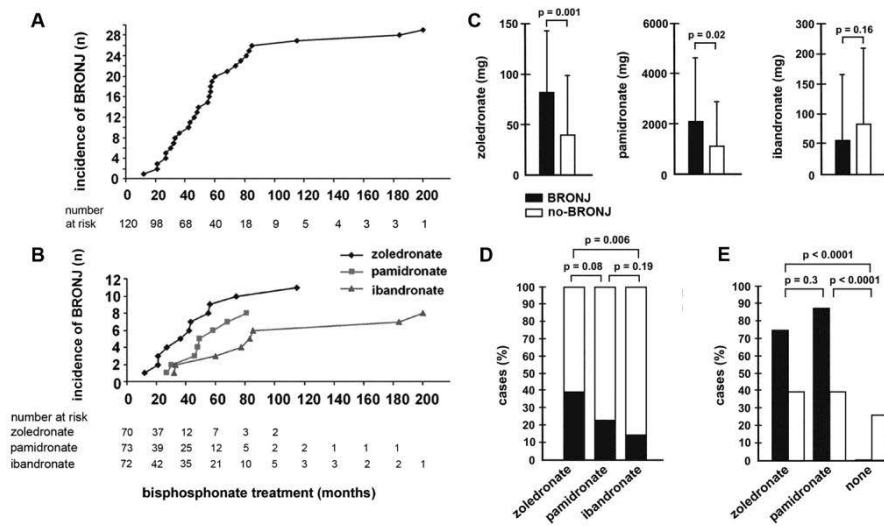 A
incidence of BRONJ (n)
28
24
20
16
12
8
4
0
0 20 40 60 80 100 120 140 160 180 200
number
at risk
120 98 68 40 18 9 5 4 3 3 1
B
zoledronate
pamidronate
ibandronate
incidence of BRONJ (n)
12
10
8
6
4
2
0
0 20 40 60 80 100 120 140 160 180 200
number at risk
zoledronate 70 37 12 7 3 2
pamidronate 73 39 25 12 5 2 2 1 1 1
ibandronate 72 42 35 21 10 5 3 3 2 2 1
bisphosphonate treatment (months)
C
p = 0.001
zoledronate (mg)
150
100
50
0
p = 0.02
pamidronate (mg)
6000
4000
2000
0
p = 0.16
ibandronate (mg)
300
250
200
150
100
50
0
BRONJ
no-BRONJ
D
p = 0.006
p = 0.08
p = 0.19
cases (%)
100
90
80
70
60
50
40
30
20
10
0
zoledronate
pamidronate
ibandronate
E
p < 0.0001
p = 0.3
p < 0.0001
cases (%)
100
90
80
70
60
50
40
30
20
10
0
zoledronate
pamidronate
none